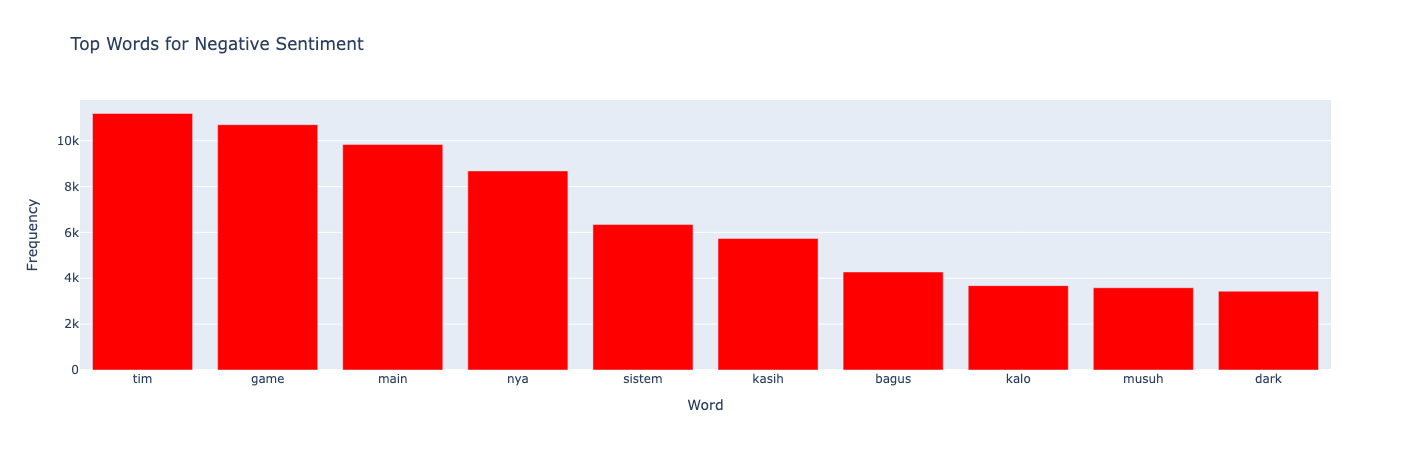 Top Words for Negative Sentiment
Frequency
10k
8k
6k
4k
2k
0
tim game main nya sistem kasih bagus kalo musuh dark
Word